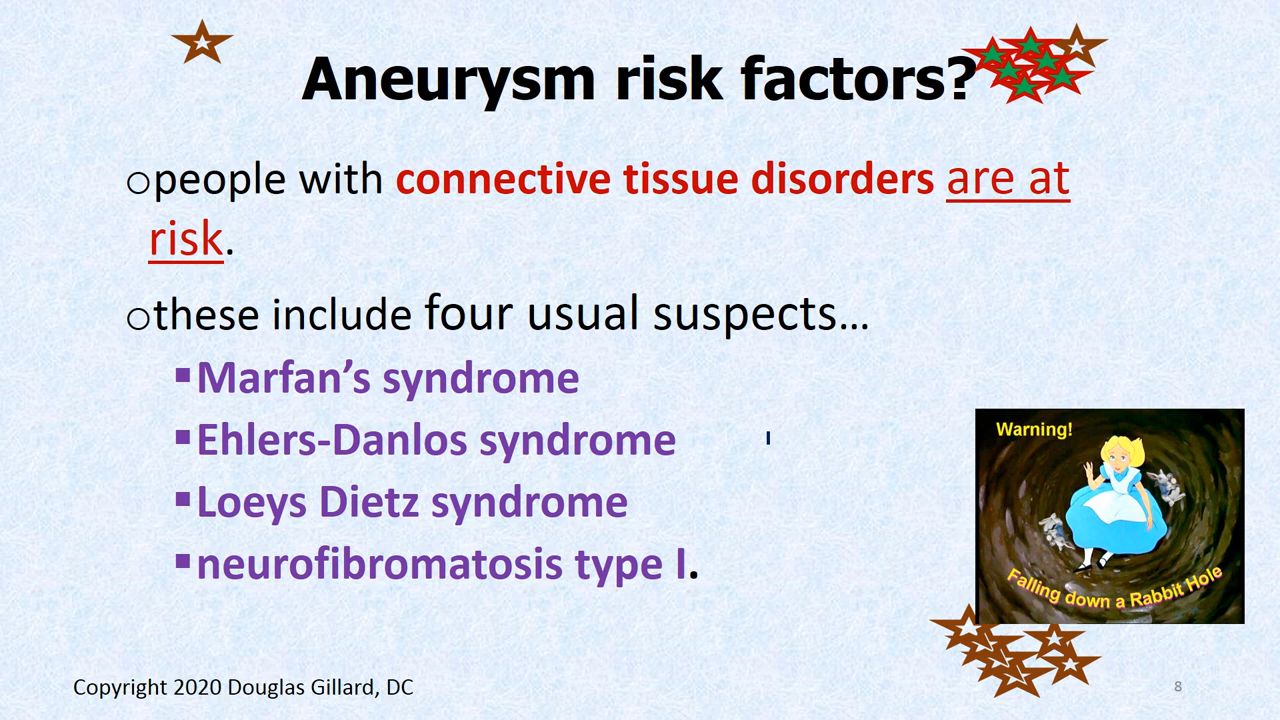 Aneurysm risk factors?
people with connective tissue disorders are at
risk.
these include four usual suspects…
Marfan’s syndrome
Ehlers-Danlos syndrome
Loeys Dietz syndrome
neurofibromatosis type I.
Warning!
Falling down a Rabbit Hole
Copyright 2020 Douglas Gillard, DC
8